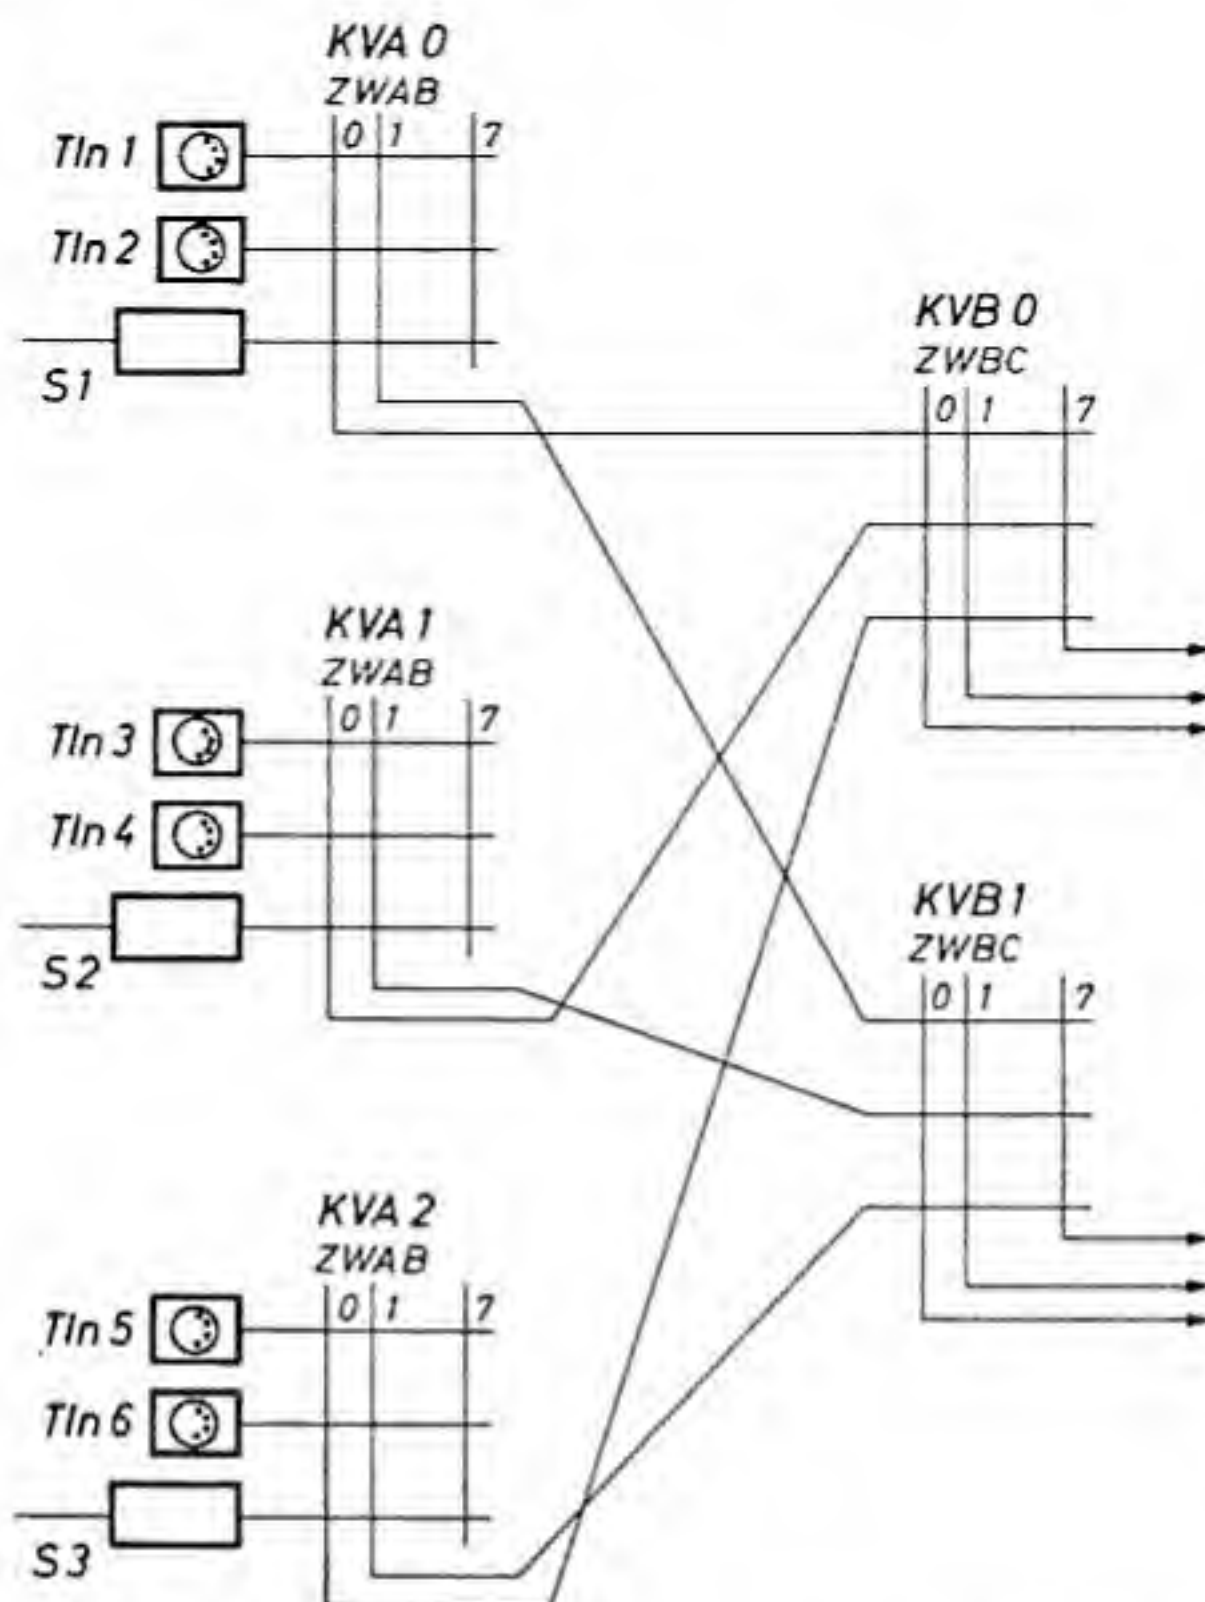 KVA 0
ZWAB
0 1 7
Tln 1
Tln 2
S1
KVB 0
ZWBC
0 1 7
KVA 1
ZWAB
0 1 7
Tln 3
Tln 4
S2
KVB 1
ZWBC
0 1 7
KVA 2
ZWAB
0 1 7
Tln 5
Tln 6
S3